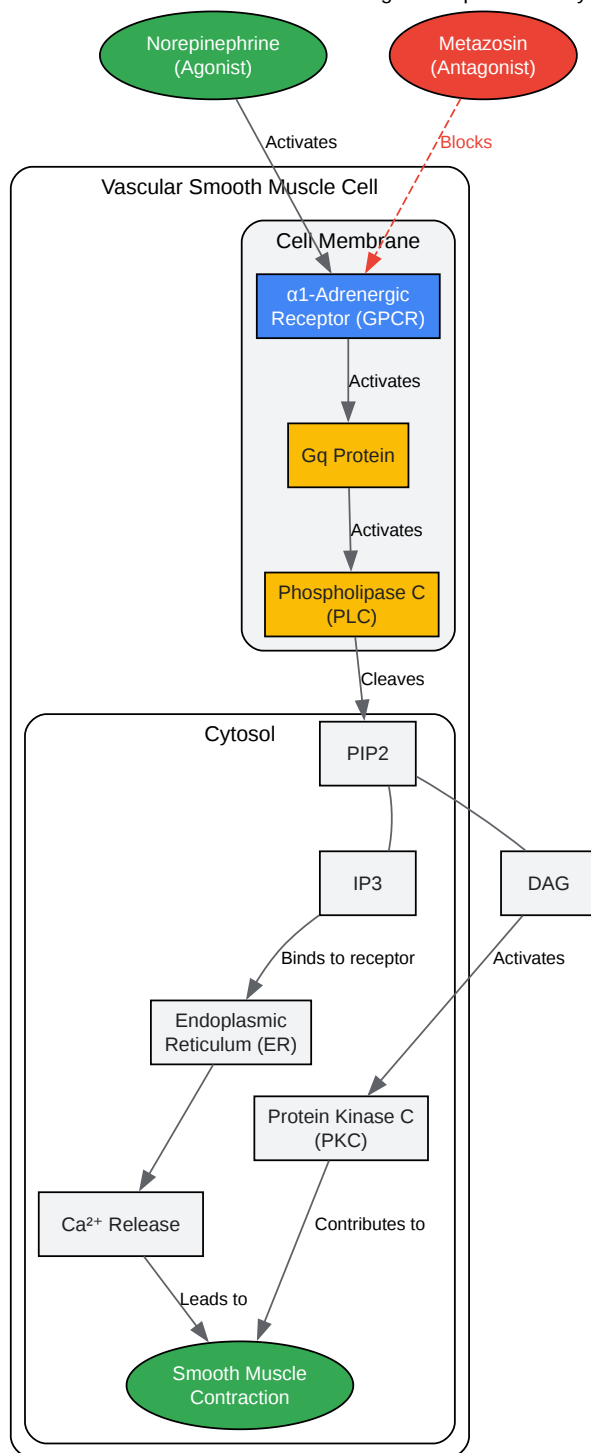 Norepinephrine
(Agonist)
Metazosin
(Antagonist)
Activates
Blocks
Vascular Smooth Muscle Cell
Cell Membrane
α1-Adrenergic
Receptor (GPCR)
Activates
Gq Protein
Activates
Phospholipase C
(PLC)
Cleaves
Cytosol
PIP2
IP3
DAG
Binds to receptor
Activates
Endoplasmic
Reticulum (ER)
Protein Kinase C
(PKC)
Ca²⁺ Release
Contributes to
Leads to
Smooth Muscle
Contraction